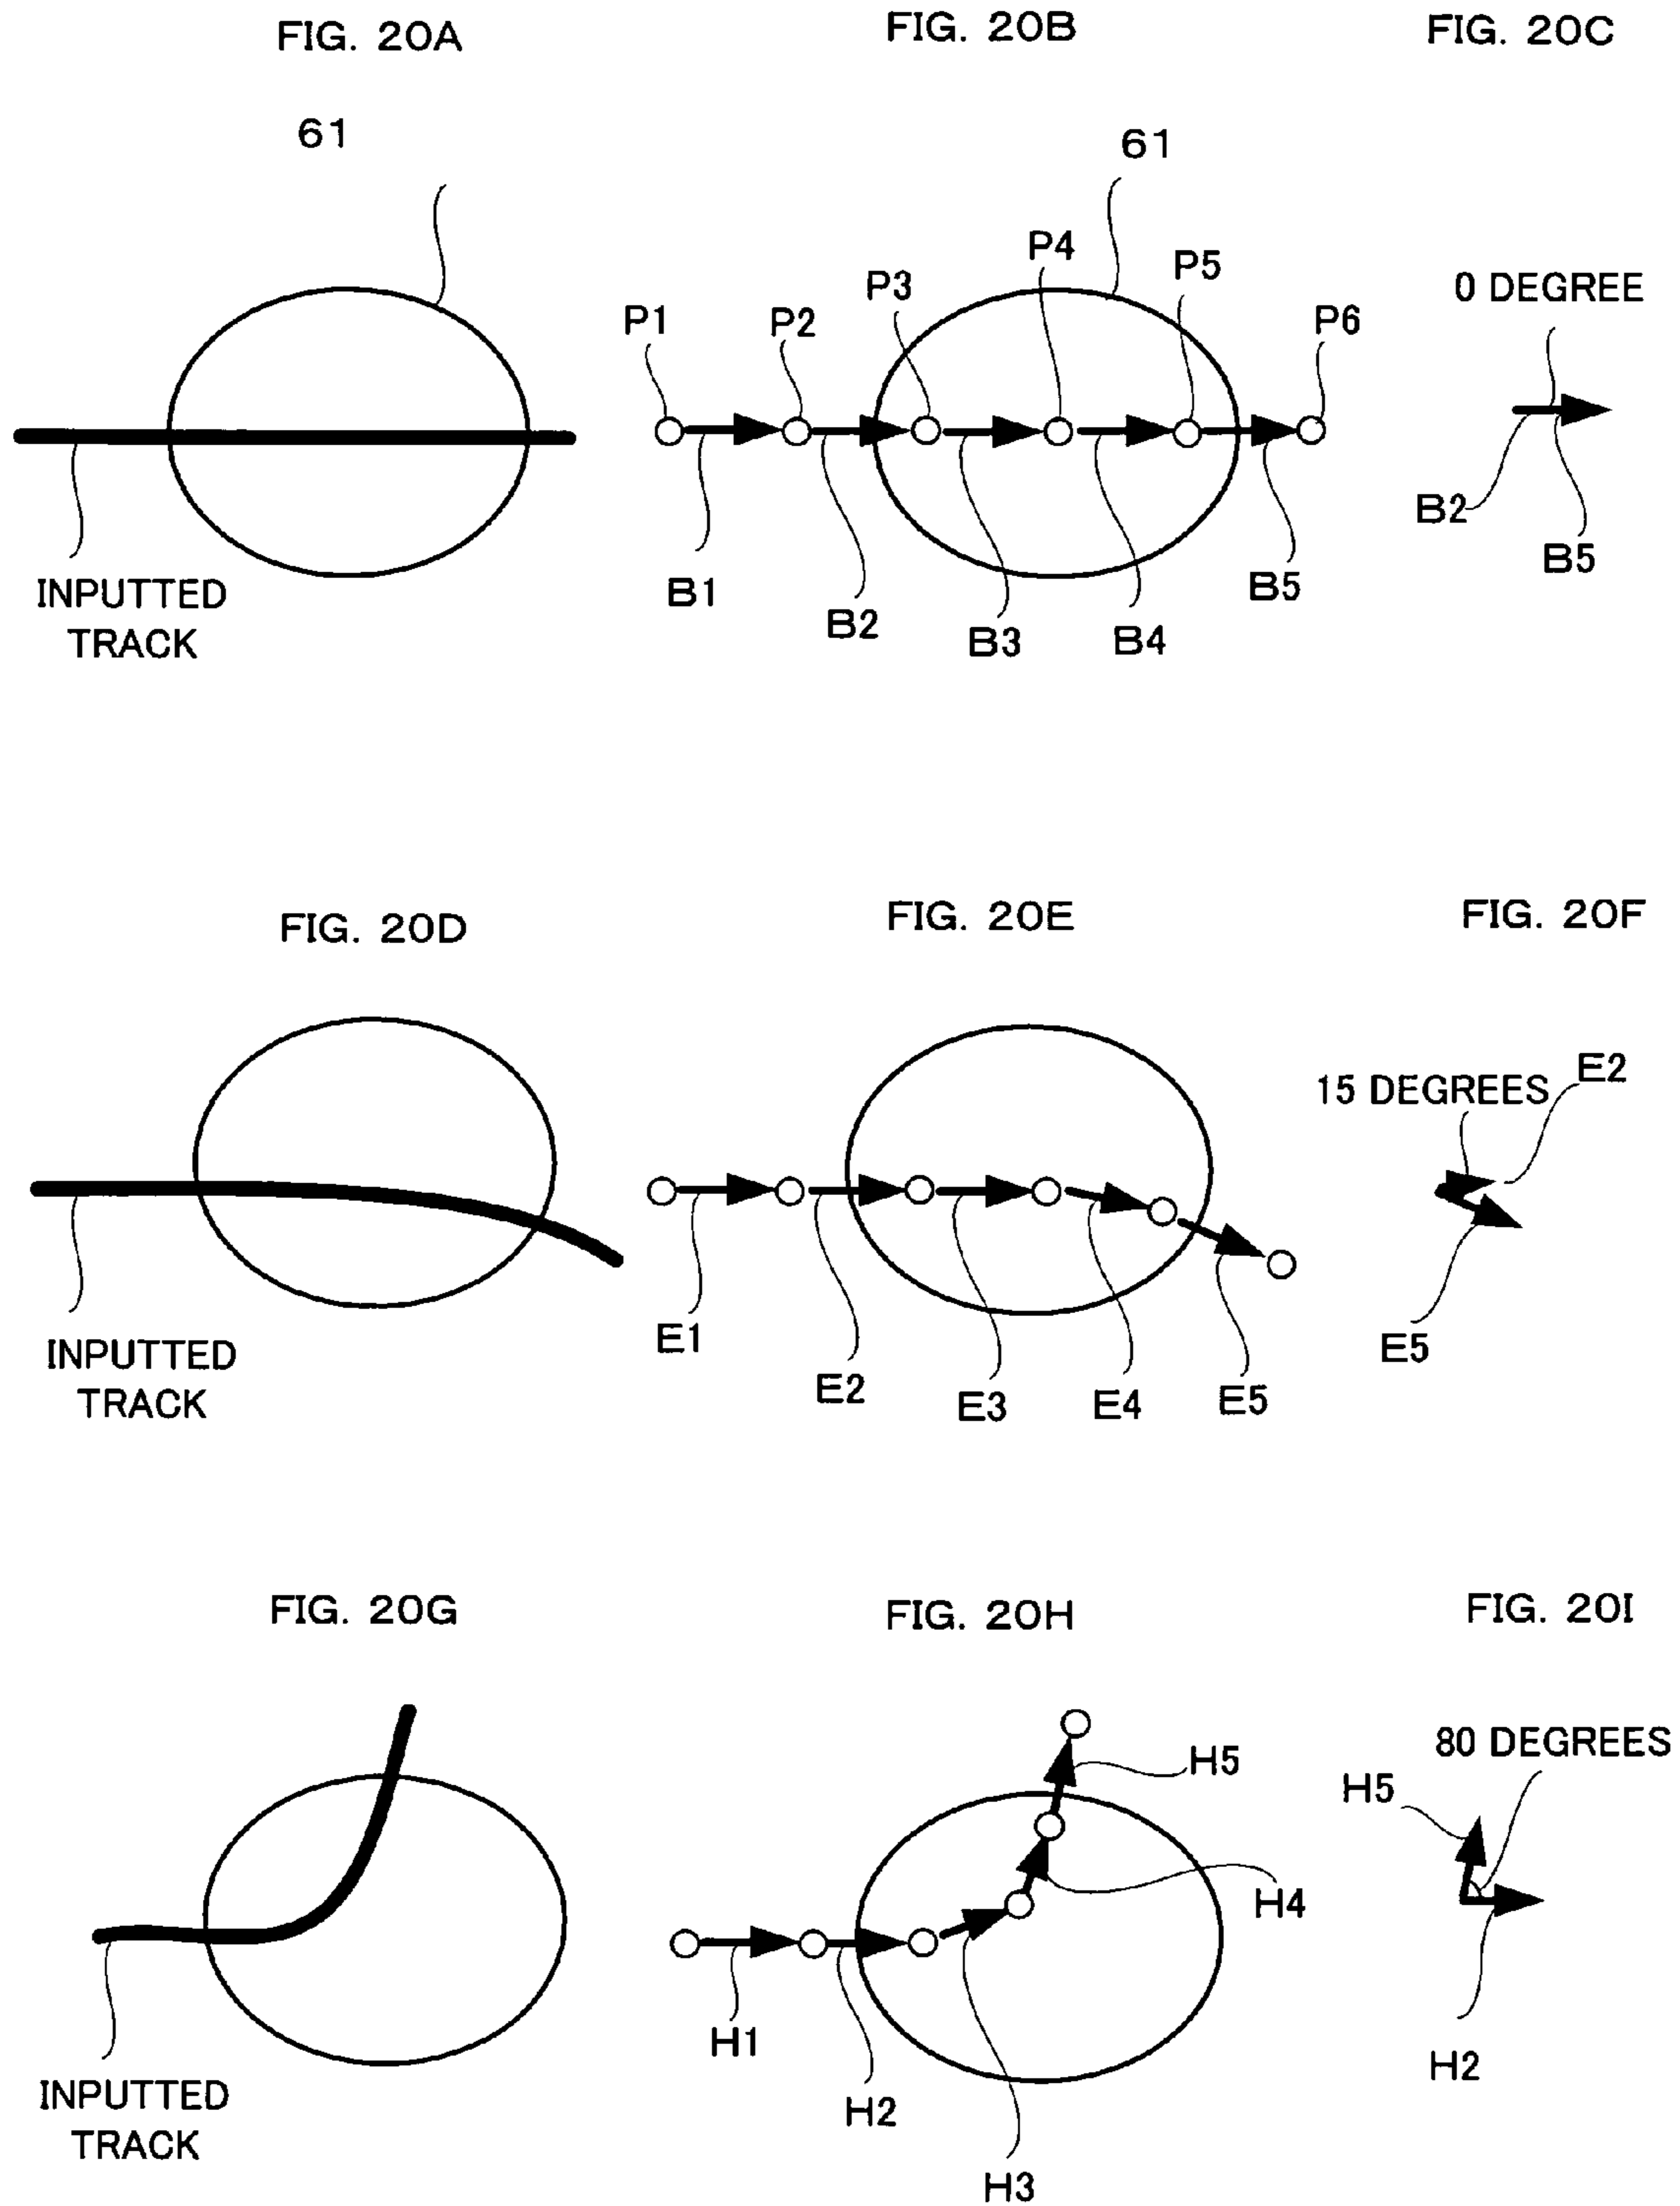 FIG. 20A
FIG. 20B
FIG. 20C
61
61
P1
P2
P3
P4
P5
P6
0 DEGREE
B2
B5
INPUTTED
TRACK
B1
B2
B3
B4
B5
FIG. 20D
FIG. 20E
FIG. 20F
15 DEGREES
E2
E5
INPUTTED
TRACK
E1
E2
E3
E4
E5
FIG. 20G
FIG. 20H
FIG. 20I
H5
80 DEGREES
H5
H4
H2
INPUTTED
TRACK
H1
H2
H3